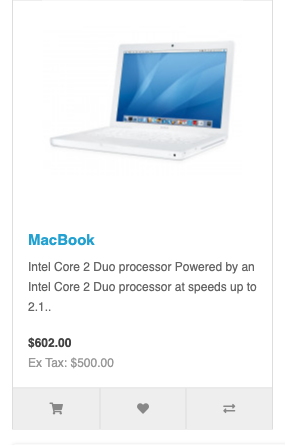 MacBook
Intel Core 2 Duo processor Powered by an
Intel Core 2 Duo processor at speeds up to
2.1..
$602.00
Ex Tax: $500.00